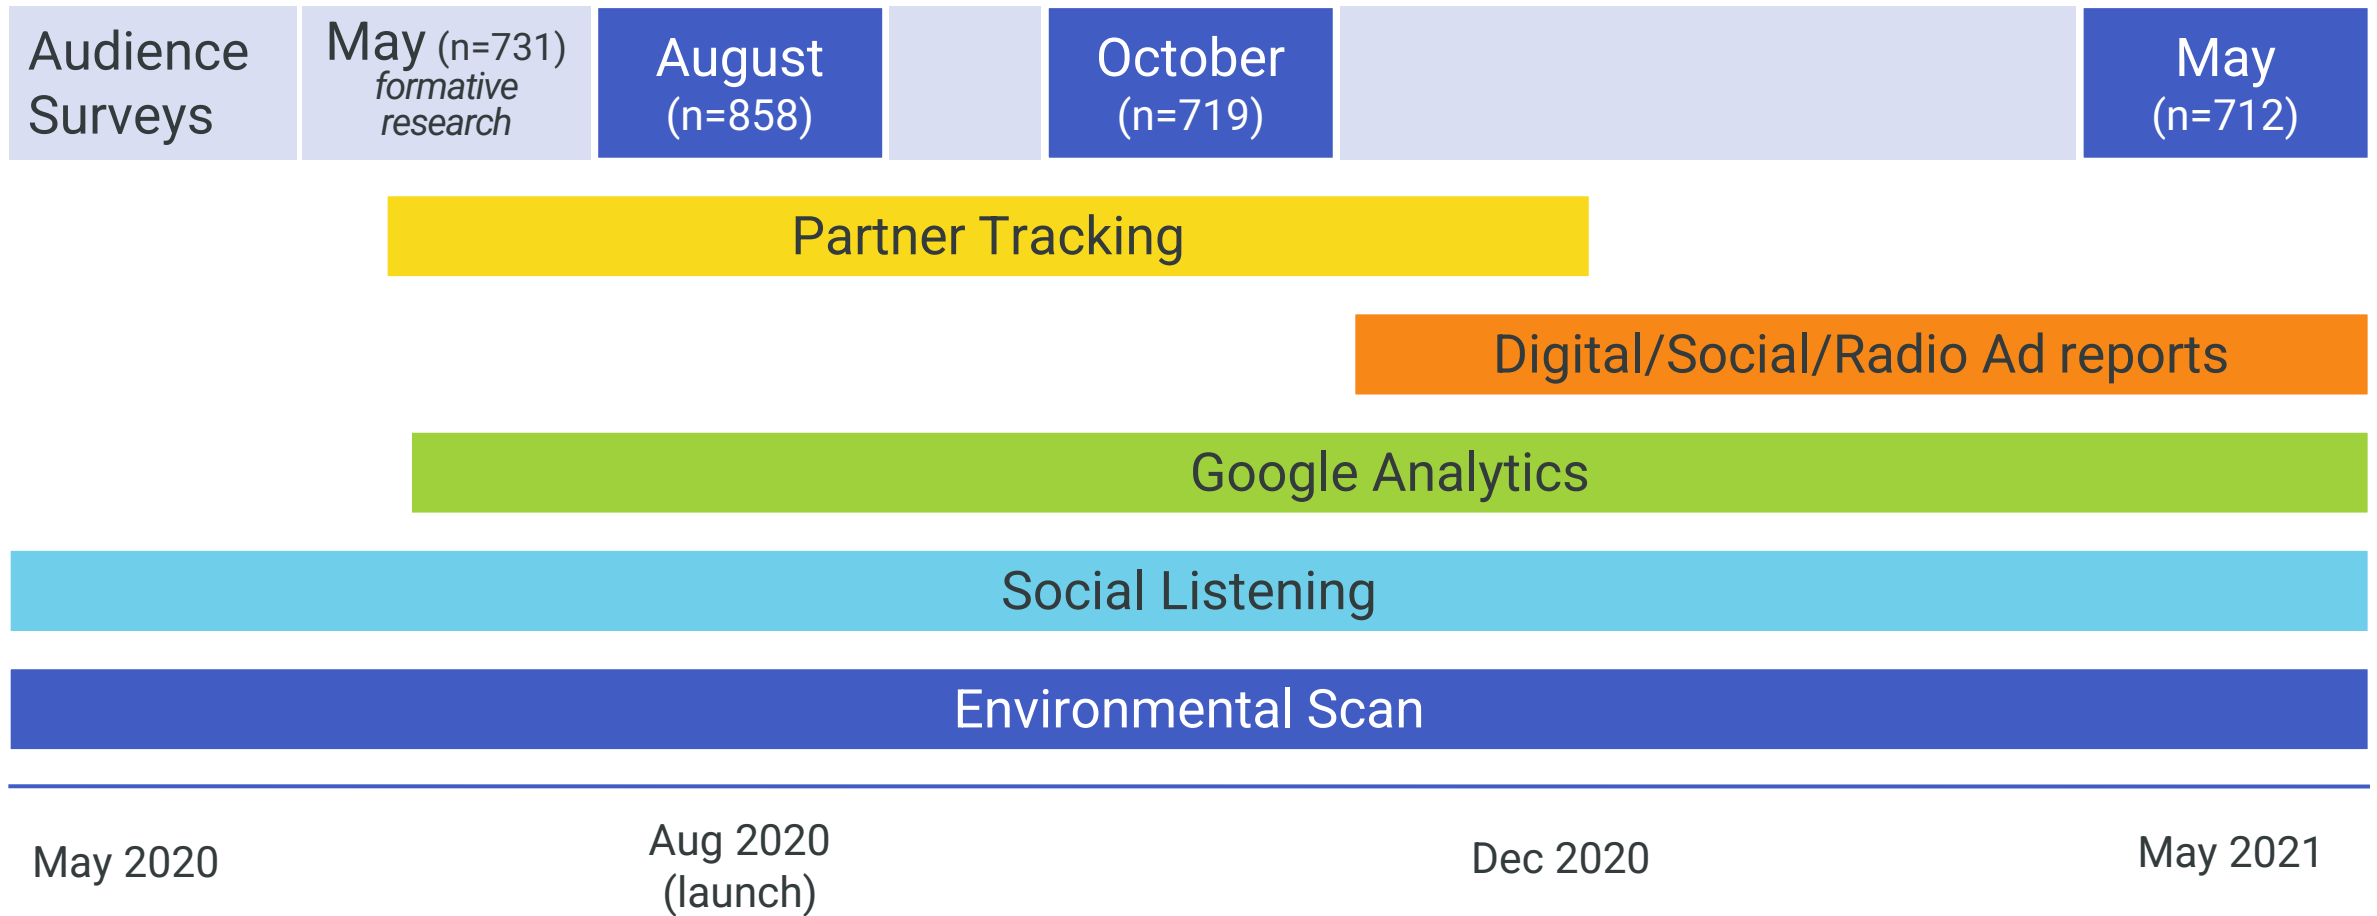 Audience
Surveys
May (n=731)
formative
research
August
(n=858)
October
(n=719)
May
(n=712)
Partner Tracking
Digital/Social/Radio Ad reports
Google Analytics
Social Listening
Environmental Scan
May 2020
Aug 2020
(launch)
Dec 2020
May 2021